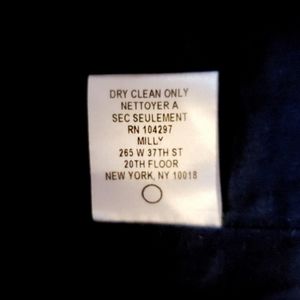 DRY CLEAN ONLY
NETTOYER A
SEC SEULEMENT
RN 104297
MILLY
265 W 37TH ST
20TH FLOOR
NEW YORK, NY 10018